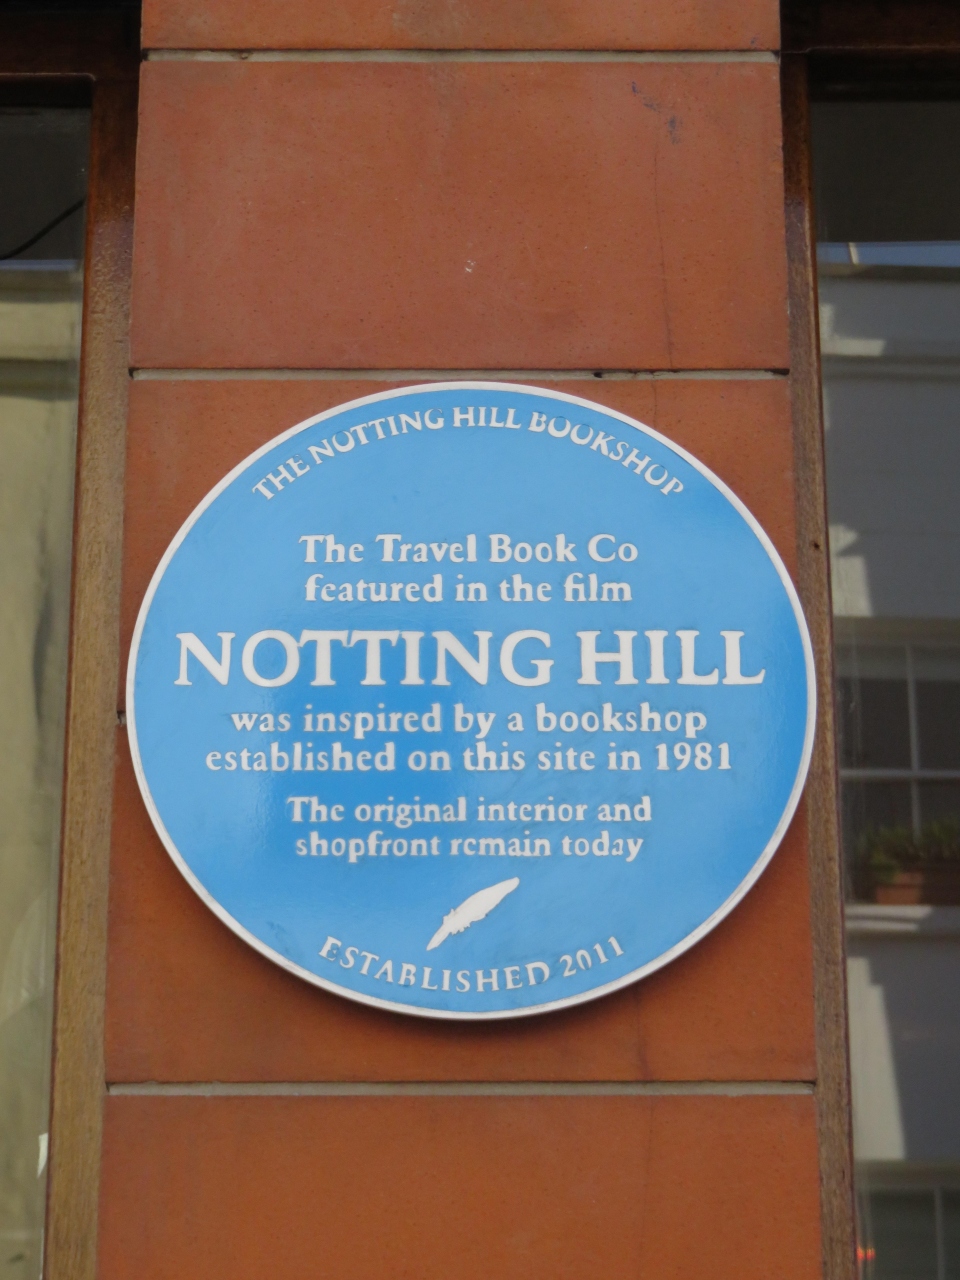 THE NOTTING HILL BOOKSHOP
The Travel Book Co
featured in the film
NOTTING HILL
was inspired by a bookshop
established on this site in 1981
The original interior and
shopfront remain today
ESTABLISHED 2011